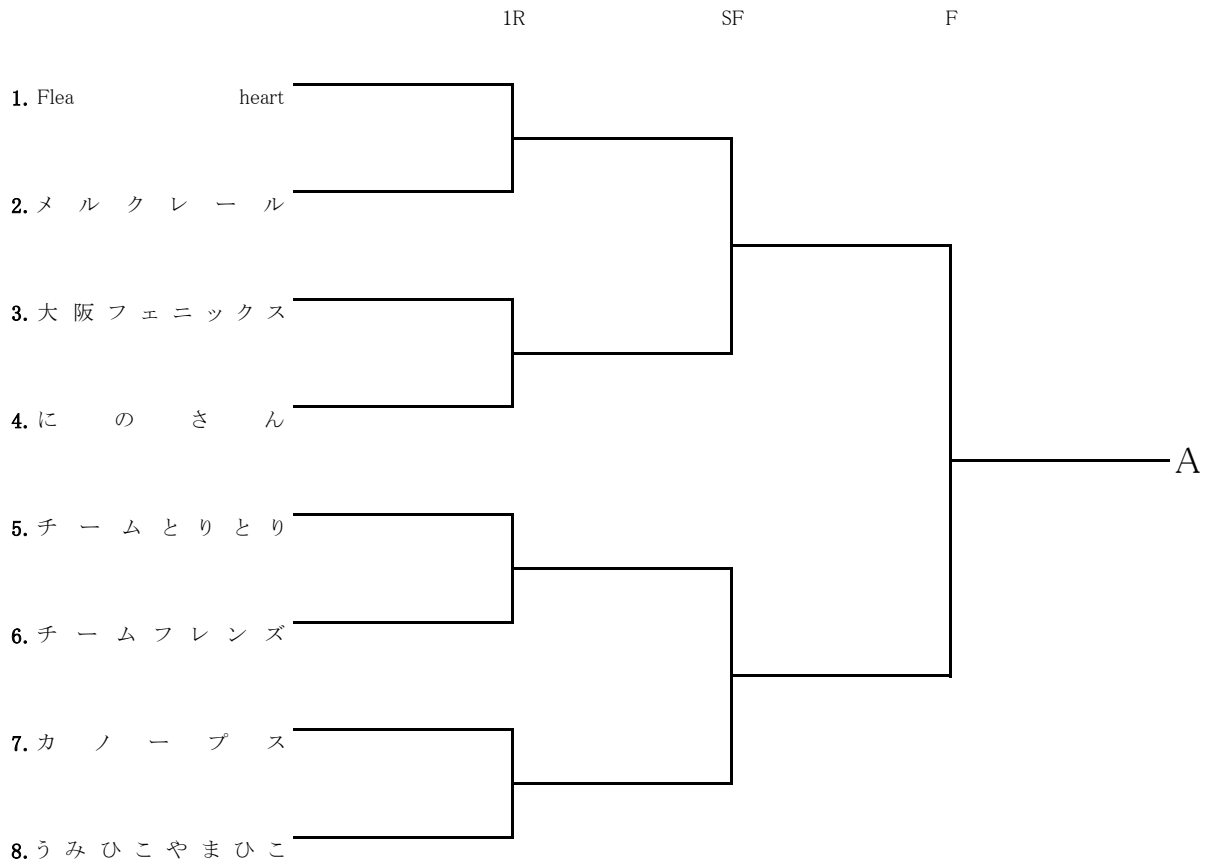 1R SF F
1. Flea heart
2. メルクレール
3. 大阪フェニックス
4. にのさん
A
5. チームとりとり
6. チームフレンズ
7. カノープス
8. うみひこやまひこ